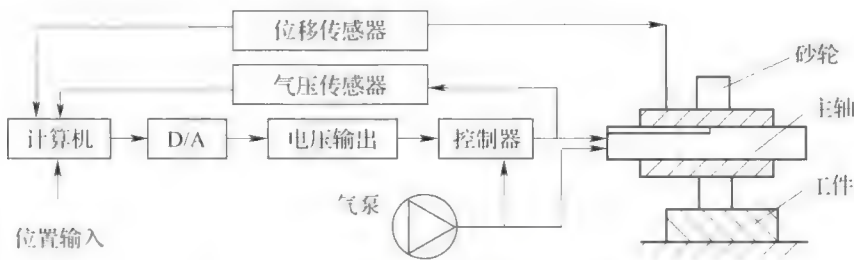 位移传感器
砂轮
气压传感器
主轴
计算机
D/A
电压输出
控制器
工件
气泵
位置输入